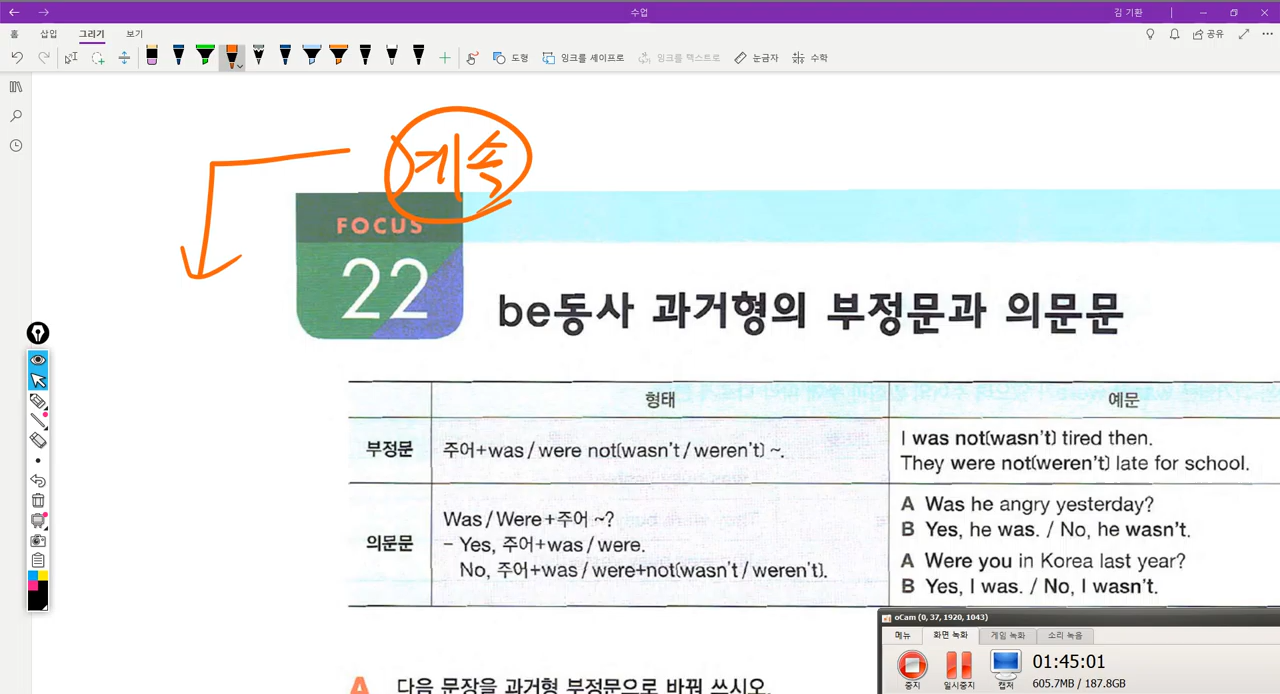 수업
김 기환
홈 삽입 그리기 보기
공유
도형 잉크를 셰이프로 잉크를 텍스트로 눈금자 수학
계속
FOCUS
22
be동사 과거형의 부정문과 의문문
형태 예문
부정문 주어+was / were not(wasn't / weren't) ~.
I was not(wasn't) tired then.
They were not(weren't) late for school.
의문문
Was / Were +주어 ~?
– Yes, 주어+was / were.
No, 주어+was / were+not(wasn't / weren't).
A Was he angry yesterday?
B Yes, he was. / No, he wasn't.
A Were you in Korea last year?
B Yes, I was. / No, I wasn't.
A 다음 문장을 과거형 부정문으로 바꿔 쓰시오.
oCam (0, 37, 1920, 1043)
메뉴 화면 녹화 게임 녹화 소리 녹음
중지 일시중지 캡처
01:45:01
605.7MB / 187.8GB